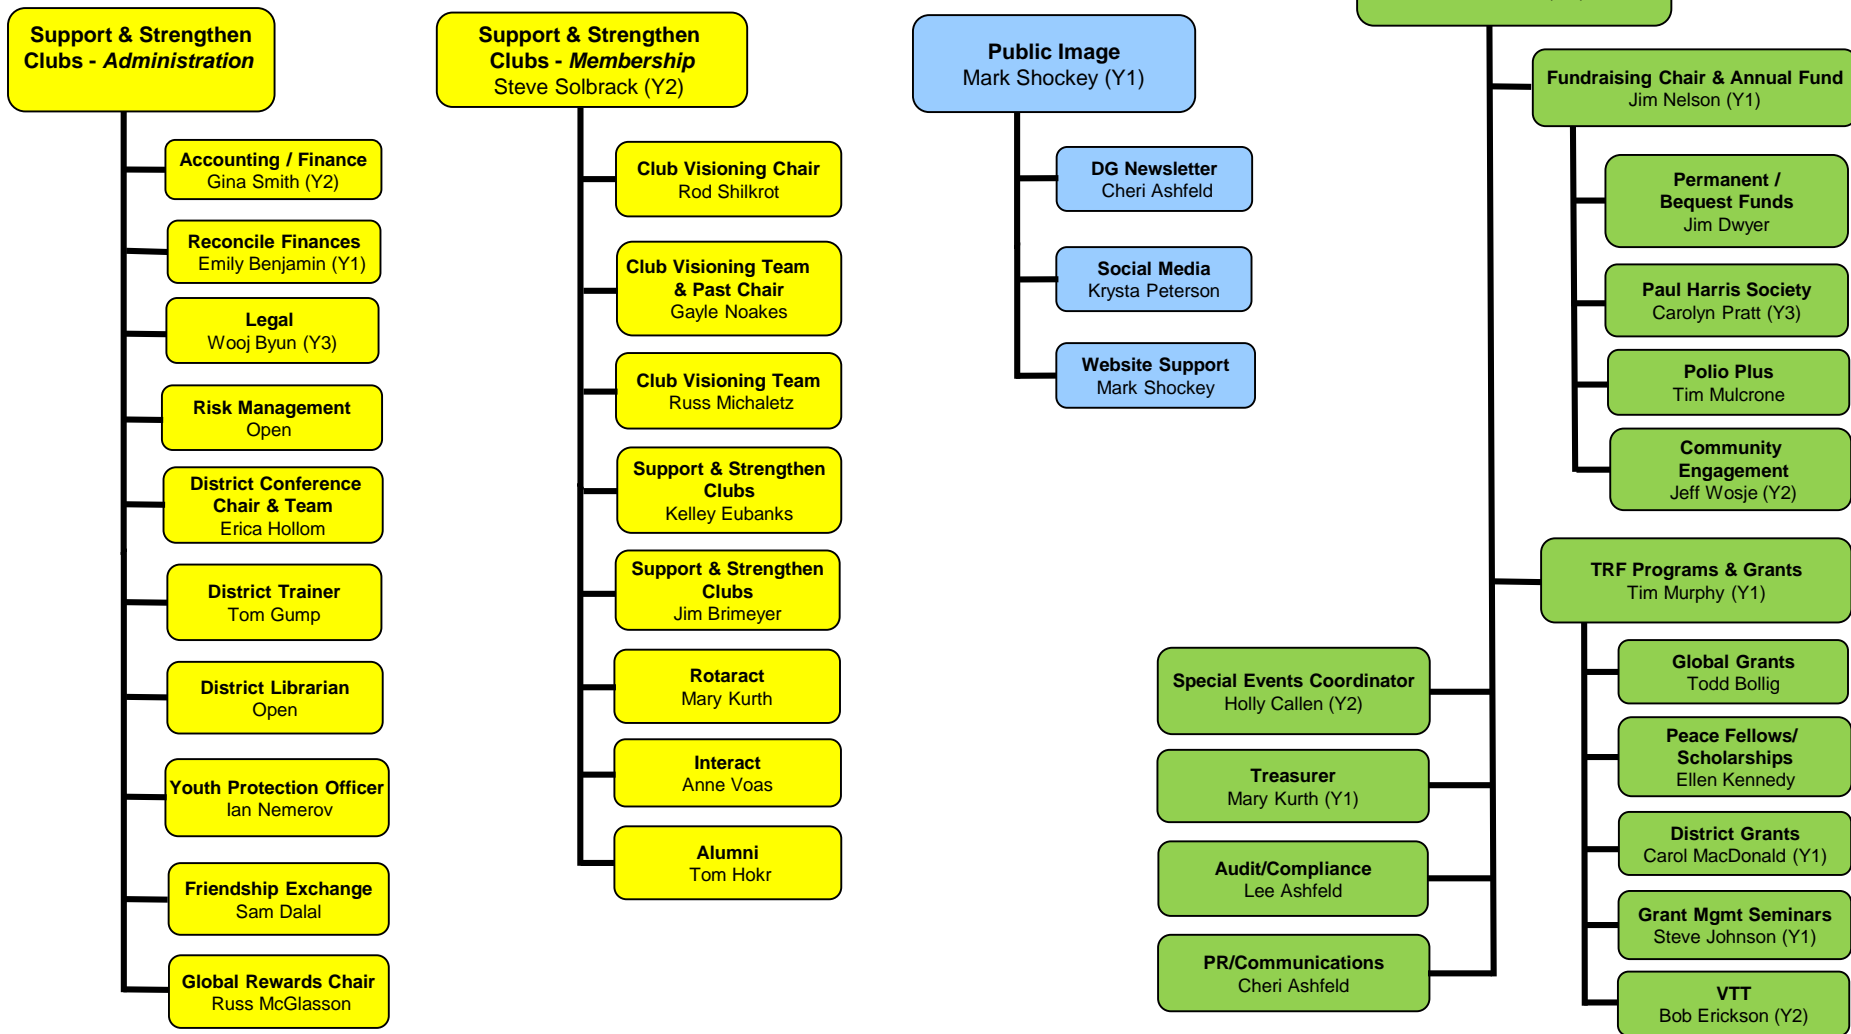 Support & Strengthen
Clubs - Administration
Accounting / Finance
Gina Smith (Y2)
Reconcile Finances
Emily Benjamin (Y1)
Legal
Wooj Byun (Y3)
Risk Management
Open
District Conference
Chair & Team
Erica Hollom
District Trainer
Tom Gump
District Librarian
Open
Youth Protection Officer
Ian Nemerov
Friendship Exchange
Sam Dalal
Global Rewards Chair
Russ McGlasson
Support & Strengthen
Clubs - Membership
Steve Solbrack (Y2)
Club Visioning Chair
Rod Shilkrot
Club Visioning Team
& Past Chair
Gayle Noakes
Club Visioning Team
Russ Michaletz
Support & Strengthen
Clubs
Kelley Eubanks
Support & Strengthen
Clubs
Jim Brimeyer
Rotaract
Mary Kurth
Interact
Anne Voas
Alumni
Tom Hokr
Public Image
Mark Shockey (Y1)
DG Newsletter
Cheri Ashfeld
Social Media
Krysta Peterson
Website Support
Mark Shockey
Fundraising Chair & Annual Fund
Jim Nelson (Y1)
Permanent /
Bequest Funds
Jim Dwyer
Paul Harris Society
Carolyn Pratt (Y3)
Polio Plus
Tim Mulcrone
Community
Engagement
Jeff Wosje (Y2)
TRF Programs & Grants
Tim Murphy (Y1)
Global Grants
Todd Bollig
Peace Fellows/
Scholarships
Ellen Kennedy
District Grants
Carol MacDonald (Y1)
Grant Mgmt Seminars
Steve Johnson (Y1)
VTT
Bob Erickson (Y2)
Special Events Coordinator
Holly Callen (Y2)
Treasurer
Mary Kurth (Y1)
Audit/Compliance
Lee Ashfeld
PR/Communications
Cheri Ashfeld